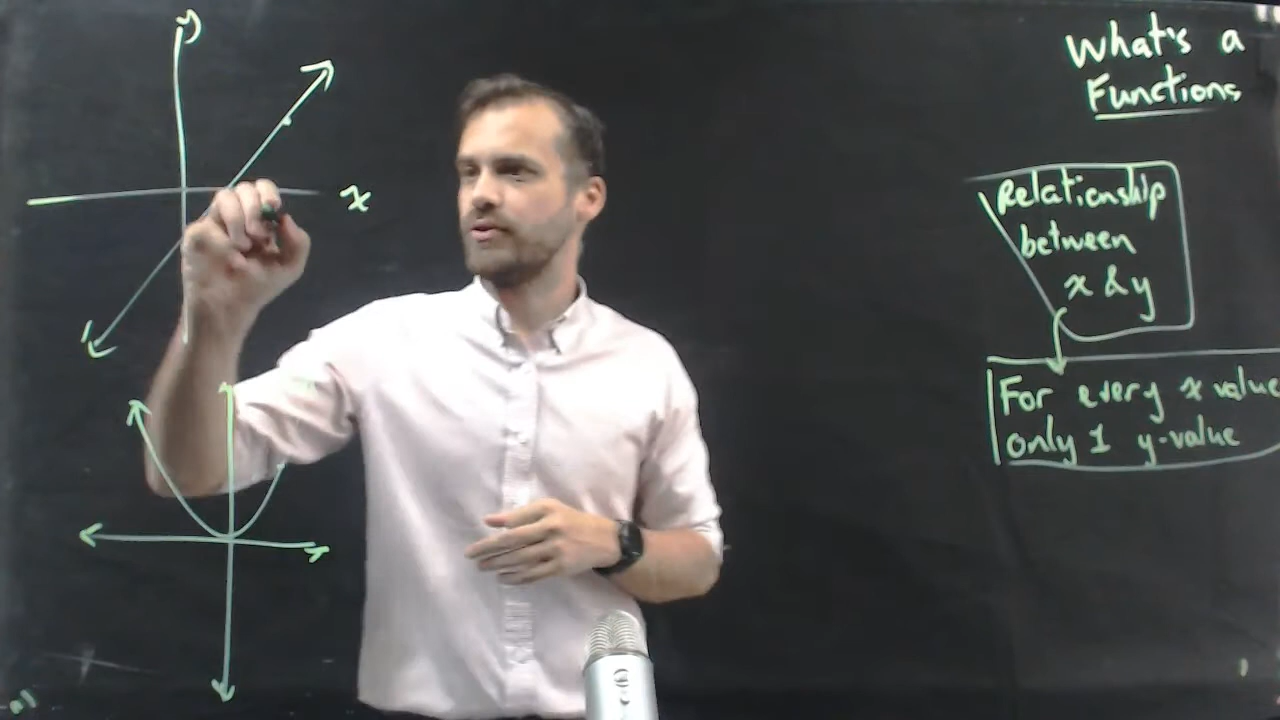 y
x
What's a
Functions
Relationship
between
x & y
For every x value
only 1 y-value